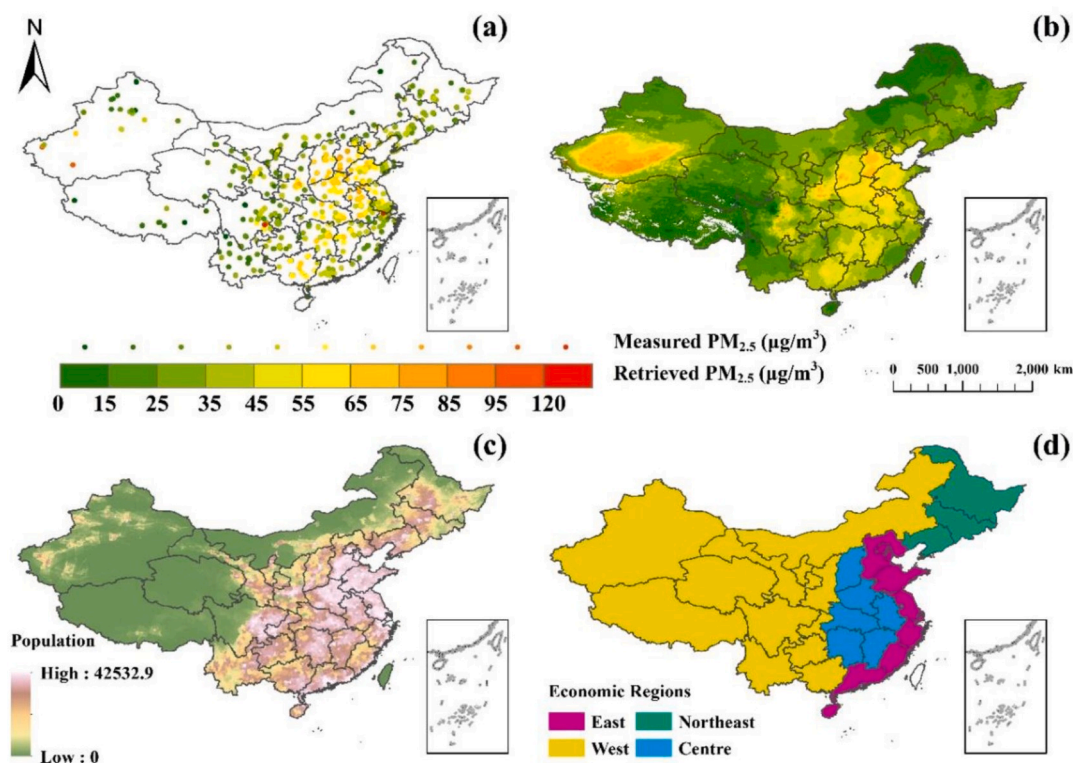 N
(a)
(b)
Measured PM₂.₅ (μg/m³)
Retrieved PM₂.₅ (μg/m³)
0 15 25 35 45 55 65 75 85 95 120
0 500 1,000 2,000 km
(c)
(d)
Population
High : 42532.9
Low : 0
Economic Regions
East
Northeast
West
Centre